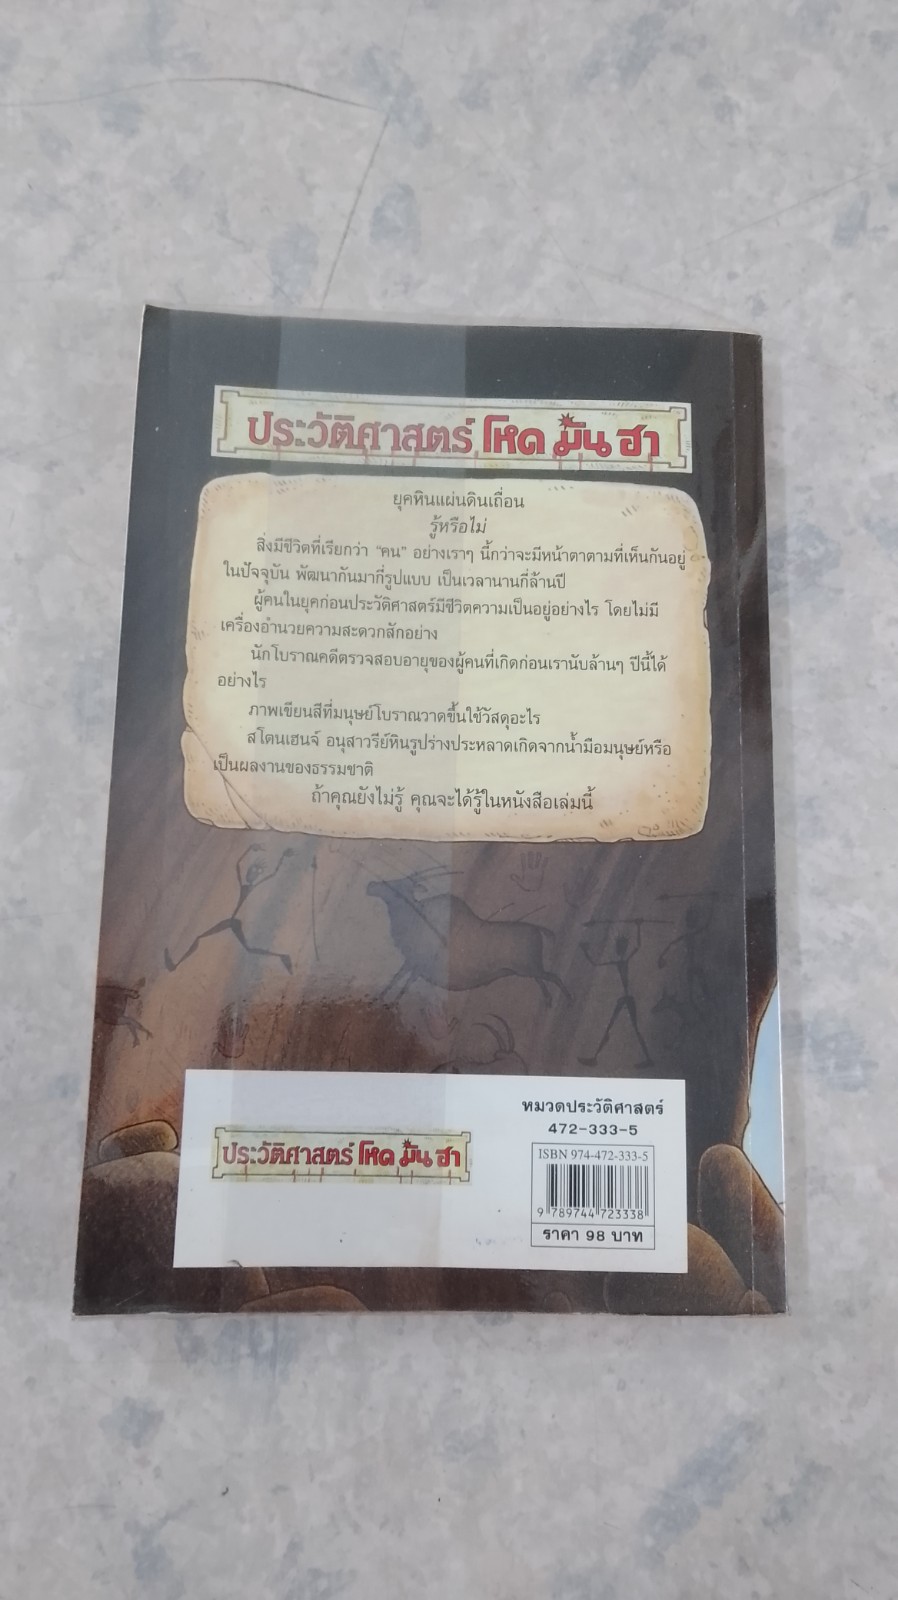 ประวัติศาสตร์ โหด มัน ฮา
ยุคหินแผ่นดินเถื่อน
รู้หรือไม่
สิ่งมีชีวิตที่เรียกว่า "คน" อย่างเราๆ นี้กว่าจะมีหน้าตาตามที่เห็นกันอยู่
ในปัจจุบัน พัฒนากันมากี่รูปแบบ เป็นเวลานานกี่ล้านปี
ผู้คนในยุคก่อนประวัติศาสตร์มีชีวิตความเป็นอยู่อย่างไร โดยไม่มี
เครื่องอำนวยความสะดวกสักอย่าง
นักโบราณคดีตรวจสอบอายุของผู้คนที่เกิดก่อนเรานับล้านๆ ปีนี้ได้
อย่างไร
ภาพเขียนสีที่มนุษย์โบราณวาดขึ้นใช้วัสดุอะไร
สโตนเฮนจ์ อนุสาวรีย์หินรูปร่างประหลาดเกิดจากน้ำมือมนุษย์หรือ
เป็นผลงานของธรรมชาติ
ถ้าคุณยังไม่รู้ คุณจะได้รู้ในหนังสือเล่มนี้
หมวดประวัติศาสตร์
472-333-5
ประวัติศาสตร์ โหด มัน ฮา
ISBN 974-472-333-5
9 789744 723338
ราคา 98 บาท